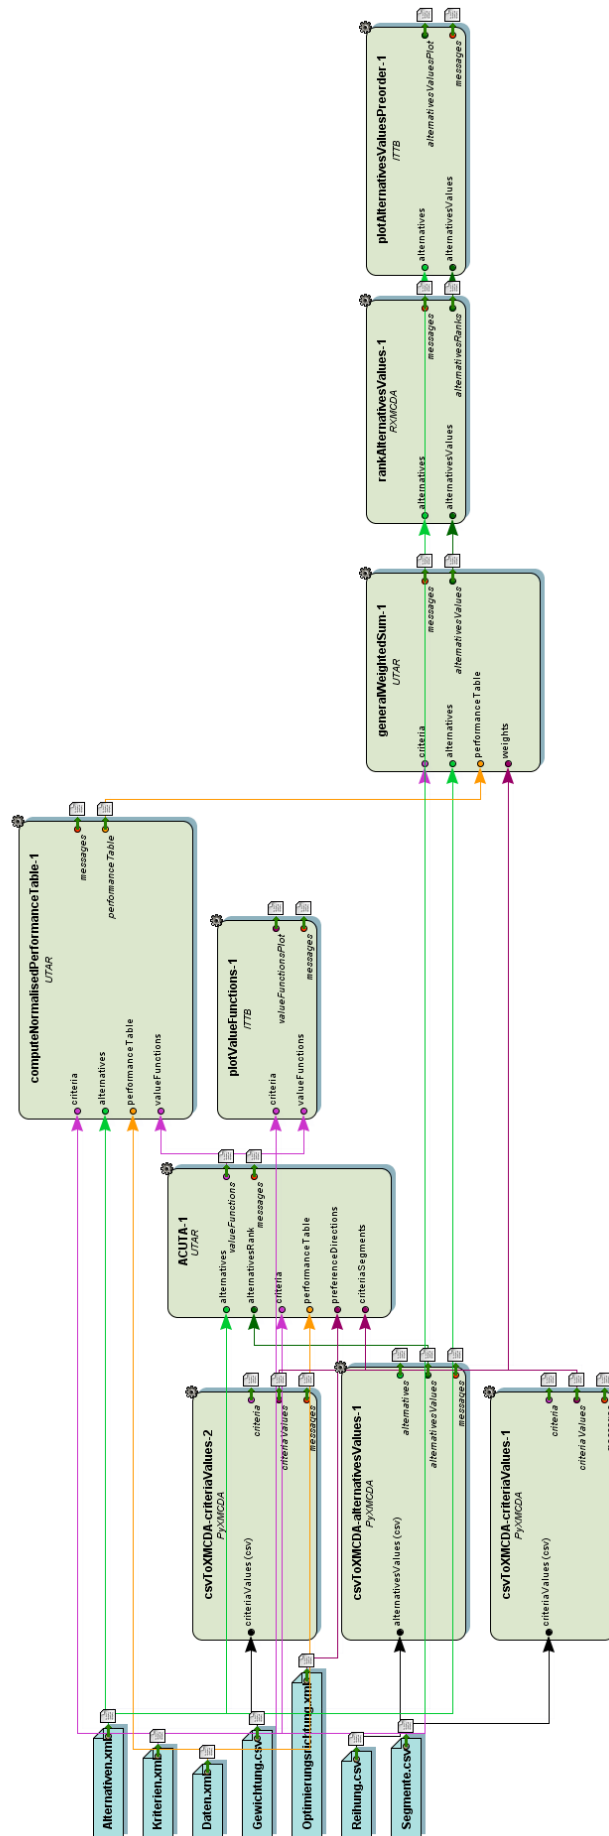 plotAlternativesValuesPreorder-1
ITTB
alternatives
alternativesValues
alternativesValuesPlot
messages
rankAlternativesValues-1
RXMCDA
alternatives
alternativesValues
messages
alternativesRanks
generalWeightedSum-1
UTAR
criteria
alternatives
performanceTable
weights
messages
alternativesValues
computeNormalisedPerformanceTable-1
UTAR
criteria
alternatives
performanceTable
valueFunctions
messages
performanceTable
plotValueFunctions-1
ITTB
criteria
valueFunctions
valueFunctionsPlot
messages
ACUTA-1
UTAR
alternatives
alternativesRank
criteria
performanceTable
preferenceDirections
criteriaSegments
valueFunctions
messages
csvToXMCDA-criteriaValues-2
PyXMCDA
criteriaValues (csv)
criteria
criteriaValues
messages
csvToXMCDA-alternativesValues-1
PyXMCDA
alternativesValues (csv)
alternatives
alternativesValues
messages
csvToXMCDA-criteriaValues-1
PyXMCDA
criteriaValues (csv)
criteria
criteriaValues
Alternativen.xml
Kriterien.xml
Daten.xml
Gewichtung.csv
Optimierungsrichtung.xml
Reihung.csv
Segmente.csv